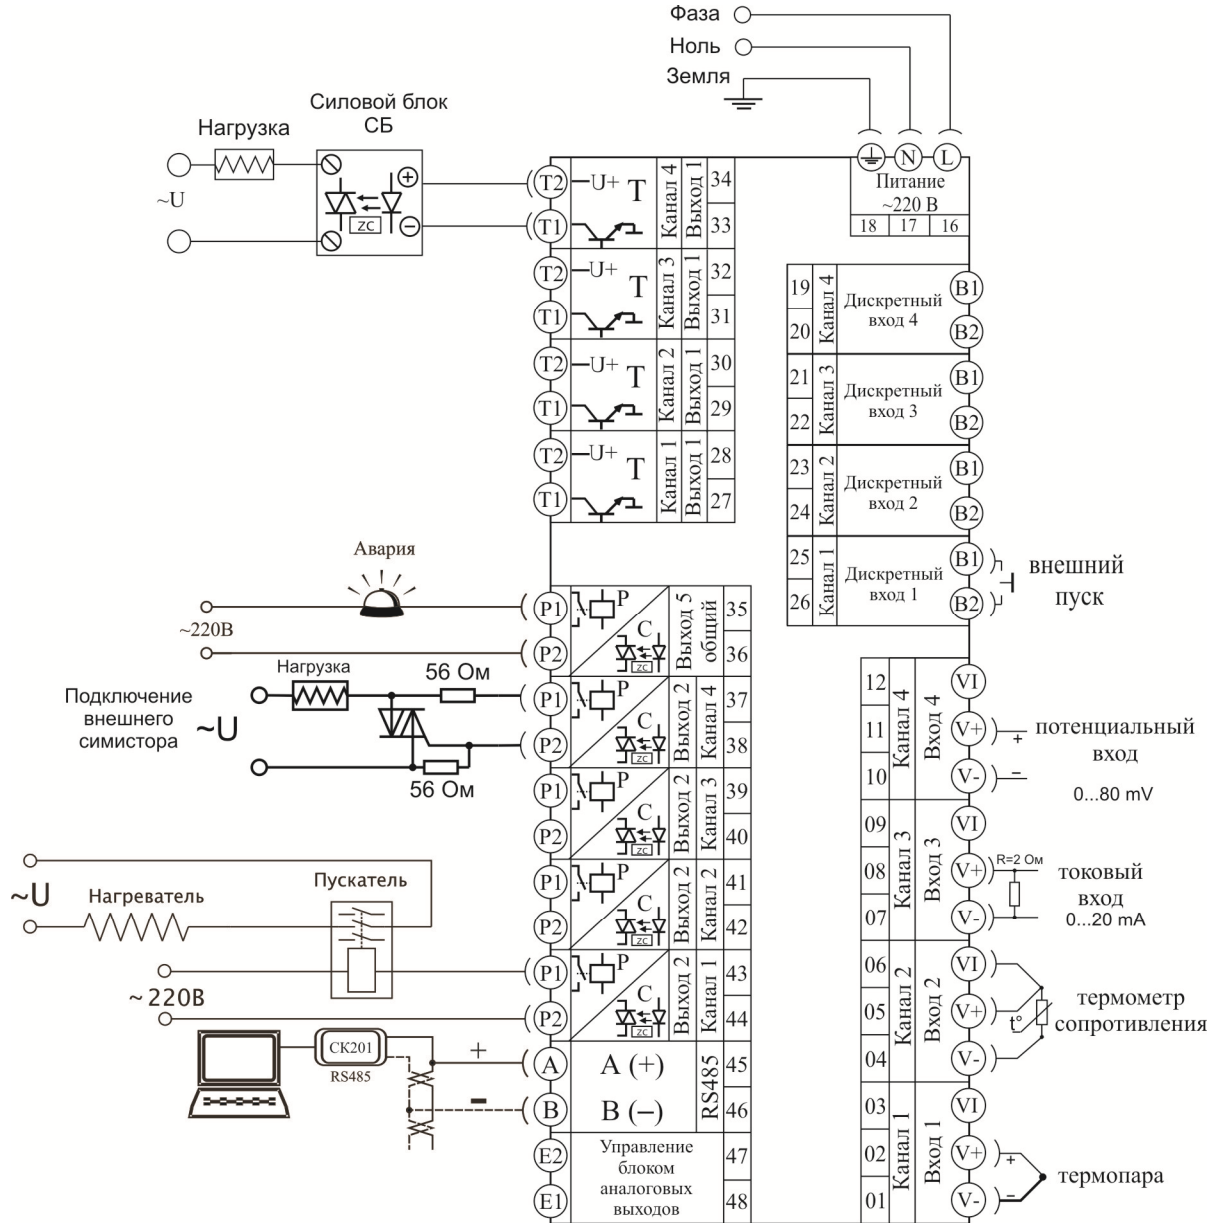 Фаза
Ноль
Земля
Силовой блок
СБ
Нагрузка
~U
ZC
N
L
Питание
~220 В
18
17
16
T2
U+
T
T1
Канал 4
Выход 1
34
33
T2
U+
T
T1
Канал 3
Выход 1
32
31
T2
U+
T
T1
Канал 2
Выход 1
30
29
T2
U+
T
T1
Канал 1
Выход 1
28
27
19
20
Канал 4
Дискретный
вход 4
B1
B2
21
22
Канал 3
Дискретный
вход 3
B1
B2
23
24
Канал 2
Дискретный
вход 2
B1
B2
25
26
Канал 1
Дискретный
вход 1
B1
B2
внешний
пуск
Авария
~220В
P1
P2
P
C
ZC
Выход 5
общий
35
36
Подключение
внешнего
симистора
~U
Нагрузка
56 Ом
56 Ом
P1
P2
P
C
ZC
Выход 2
Канал 4
37
38
P1
P2
P
C
ZC
Выход 2
Канал 3
39
40
P1
P2
P
C
ZC
Выход 2
Канал 2
41
42
~U
Нагреватель
Пускатель
~220В
P1
P2
P
C
ZC
Выход 2
Канал 1
43
44
CK201
RS485
+
–
A
B
A (+)
B (–)
RS485
45
46
E2
E1
Управление
блоком
аналоговых
выходов
47
48
12
11
10
Канал 4
Вход 4
VI
V+
V-
+
–
потенциальный
вход
0...80 mV
09
08
07
Канал 3
Вход 3
VI
V+
V-
R=2 Ом
токовый
вход
0...20 mA
06
05
04
Канал 2
Вход 2
VI
V+
V-
t°
термометр
сопротивления
03
02
01
Канал 1
Вход 1
VI
V+
V-
+
–
термопара